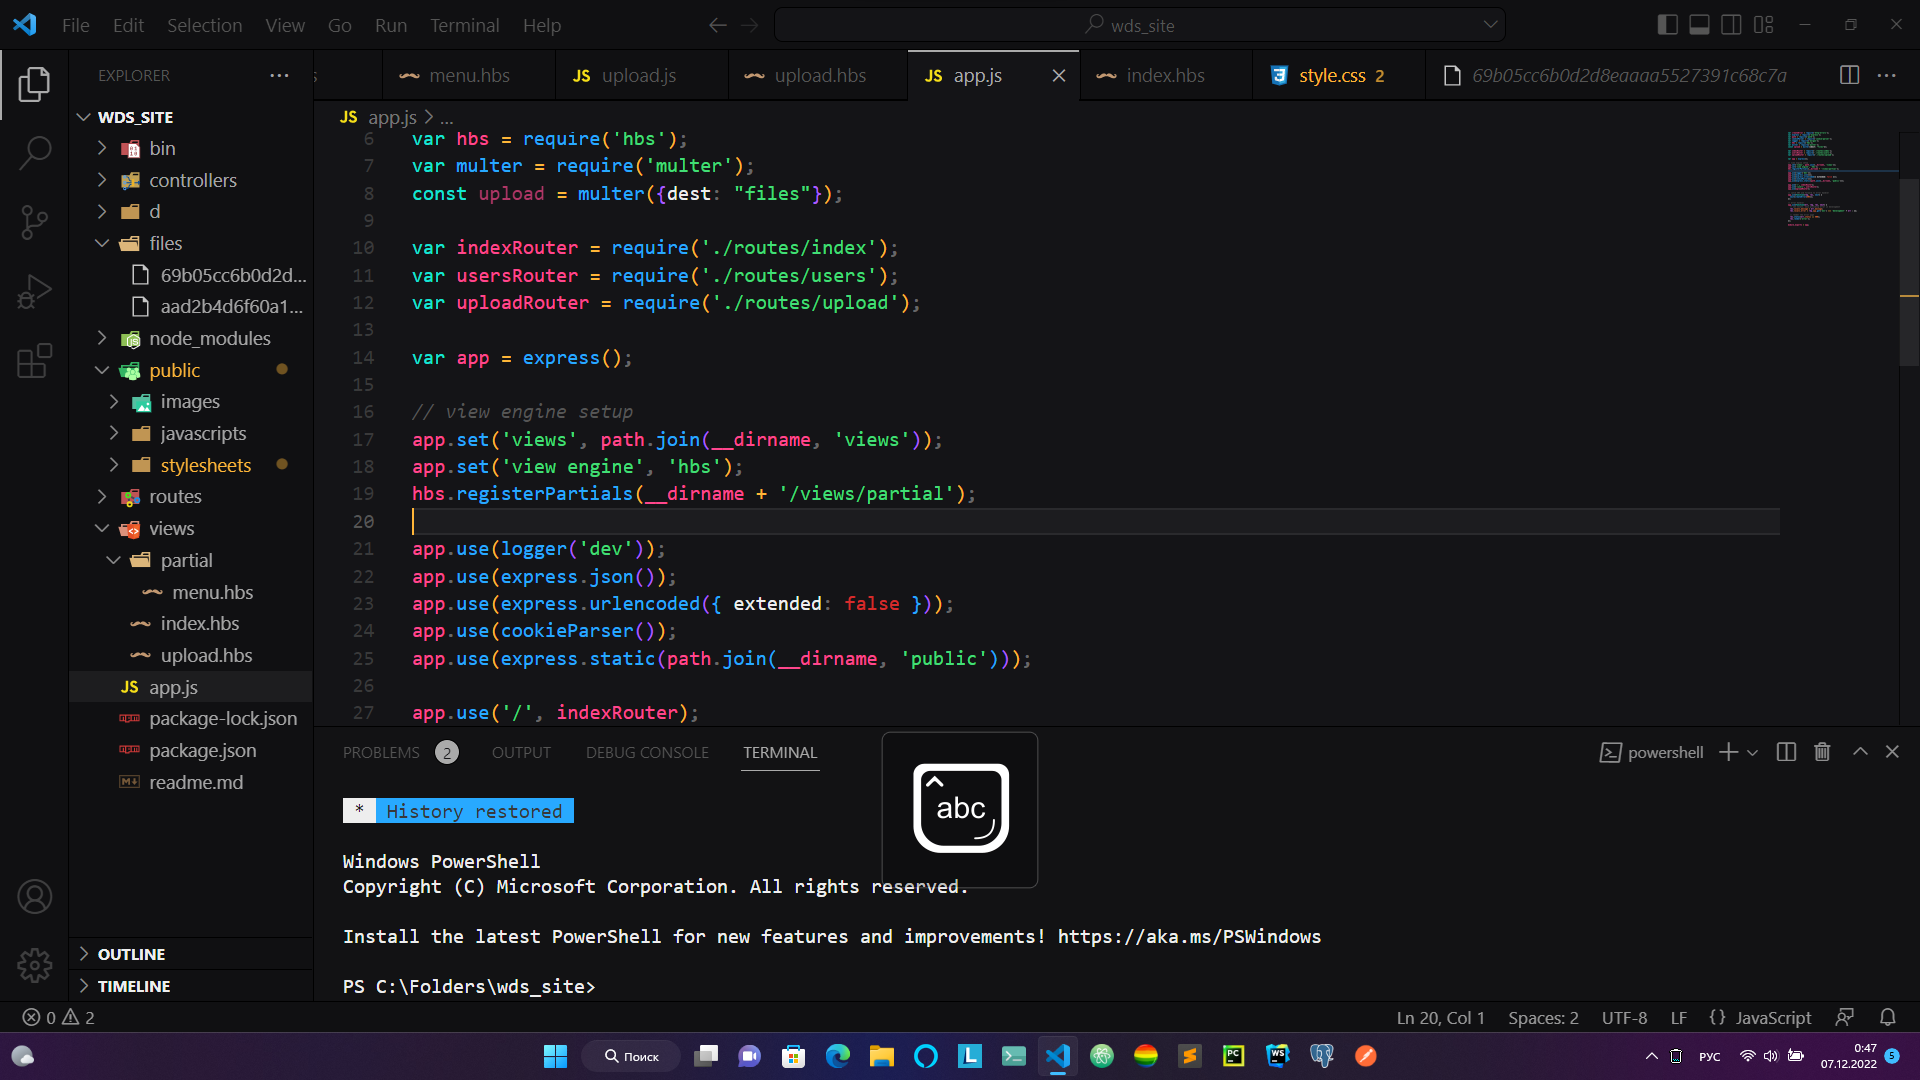 File Edit Selection View Go Run Terminal Help
wds_site
EXPLORER
s
menu.hbs
JS upload.js
upload.hbs
JS app.js
index.hbs
style.css 2
69b05cc6b0d2d8eaaaa5527391c68c7a
WDS_SITE
bin
controllers
d
files
69b05cc6b0d2d...
aad2b4d6f60a1...
node_modules
public
images
javascripts
stylesheets
routes
views
partial
menu.hbs
index.hbs
upload.hbs
JS app.js
package-lock.json
package.json
readme.md
OUTLINE
TIMELINE
JS app.js > ...
6 var hbs = require('hbs');
7 var multer = require('multer');
8 const upload = multer({dest: "files"});
9
10 var indexRouter = require('./routes/index');
11 var usersRouter = require('./routes/users');
12 var uploadRouter = require('./routes/upload');
13
14 var app = express();
15
16 // view engine setup
17 app.set('views', path.join(__dirname, 'views'));
18 app.set('view engine', 'hbs');
19 hbs.registerPartials(__dirname + '/views/partial');
20
21 app.use(logger('dev'));
22 app.use(express.json());
23 app.use(express.urlencoded({ extended: false }));
24 app.use(cookieParser());
25 app.use(express.static(path.join(__dirname, 'public')));
26
27 app.use('/', indexRouter);
PROBLEMS 2 OUTPUT DEBUG CONSOLE TERMINAL
powershell
abc
* History restored
Windows PowerShell
Copyright (C) Microsoft Corporation. All rights reserved.
Install the latest PowerShell for new features and improvements! https://aka.ms/PSWindows
PS C:\Folders\wds_site>
0 2
Ln 20, Col 1 Spaces: 2 UTF-8 LF {} JavaScript
Поиск
L
PC
WS
РУС
0:47
07.12.2022
5